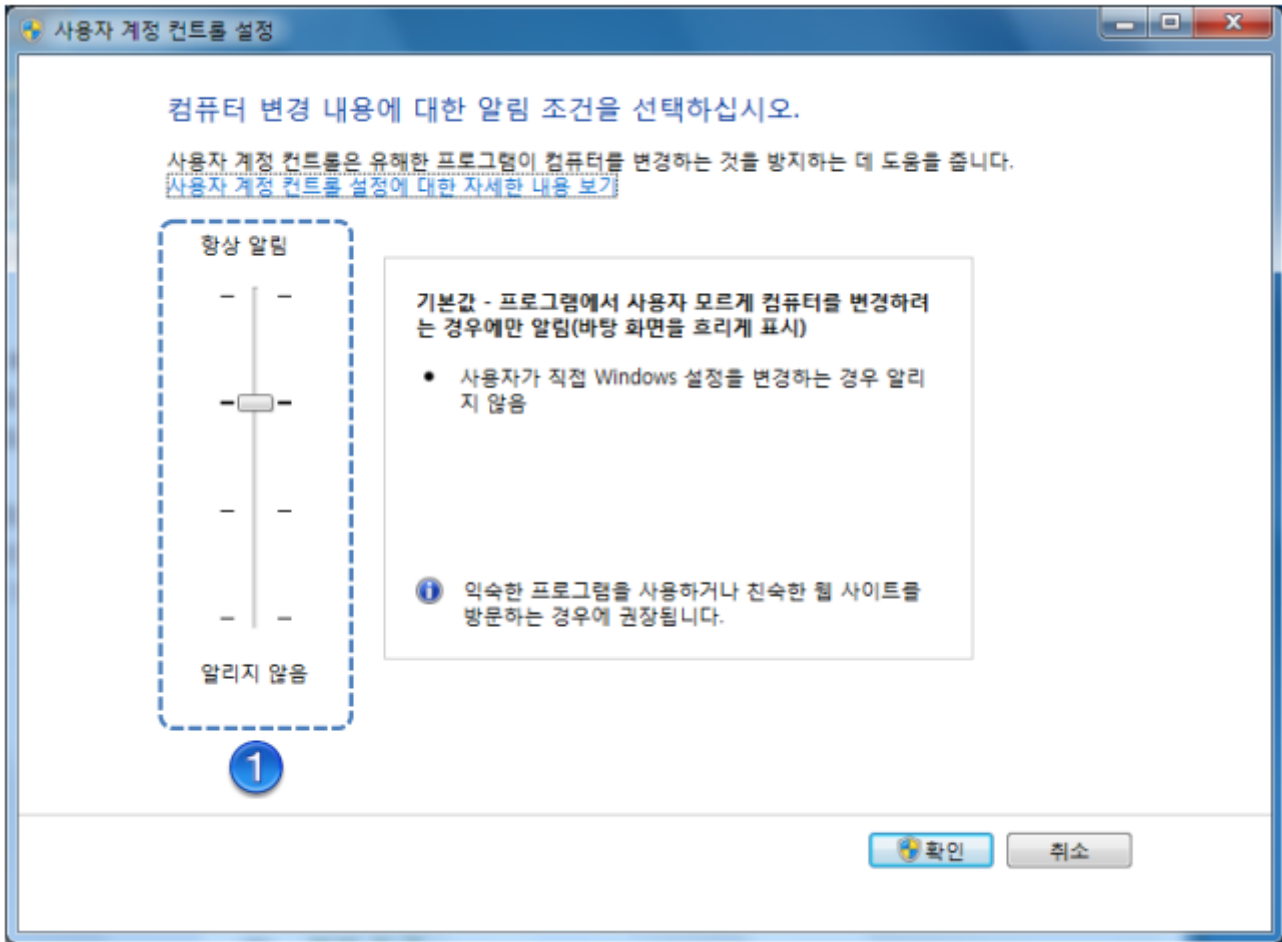 사용자 계정 컨트롤 설정
컴퓨터 변경 내용에 대한 알림 조건을 선택하십시오.
사용자 계정 컨트롤은 유해한 프로그램이 컴퓨터를 변경하는 것을 방지하는 데 도움을 줍니다.
사용자 계정 컨트롤 설정에 대한 자세한 내용 보기
항상 알림
기본값 - 프로그램에서 사용자 모르게 컴퓨터를 변경하려
는 경우에만 알림(바탕 화면을 흐리게 표시)
• 사용자가 직접 Windows 설정을 변경하는 경우 알리
지 않음
익숙한 프로그램을 사용하거나 친숙한 웹 사이트를
방문하는 경우에 권장됩니다.
알리지 않음
1
확인
취소